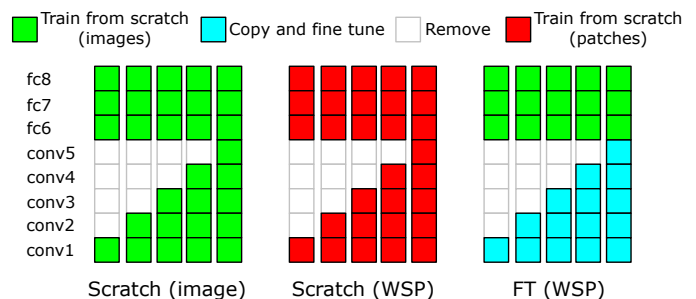 Train from scratch
(images)
Copy and fine tune
Remove
Train from scratch
(patches)
fc8
fc7
fc6
conv5
conv4
conv3
conv2
conv1
Scratch (image)
Scratch (WSP)
FT (WSP)